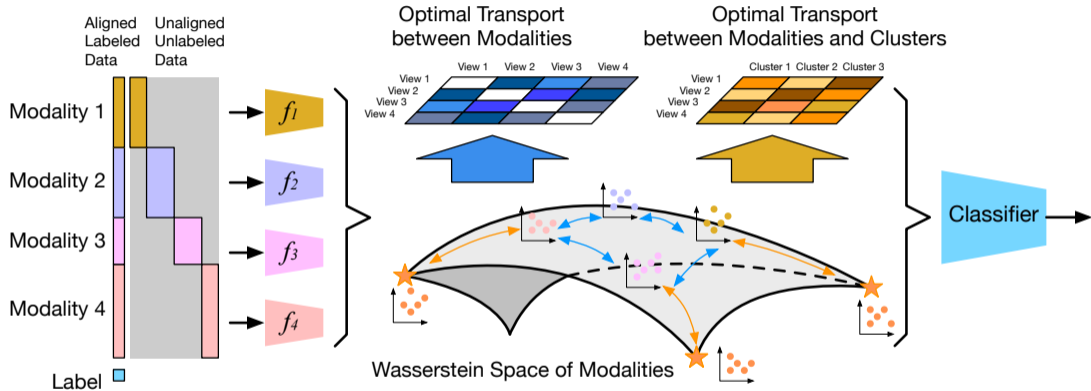 Aligned
Labeled
Data
Unaligned
Unlabeled
Data
Modality 1
Modality 2
Modality 3
Modality 4
Label
f1
f2
f3
f4
Optimal Transport
between Modalities
View 1 View 2 View 3 View 4
View 1
View 2
View 3
View 4
Optimal Transport
between Modalities and Clusters
Cluster 1 Cluster 2 Cluster 3
View 1
View 2
View 3
View 4
Wasserstein Space of Modalities
Classifier